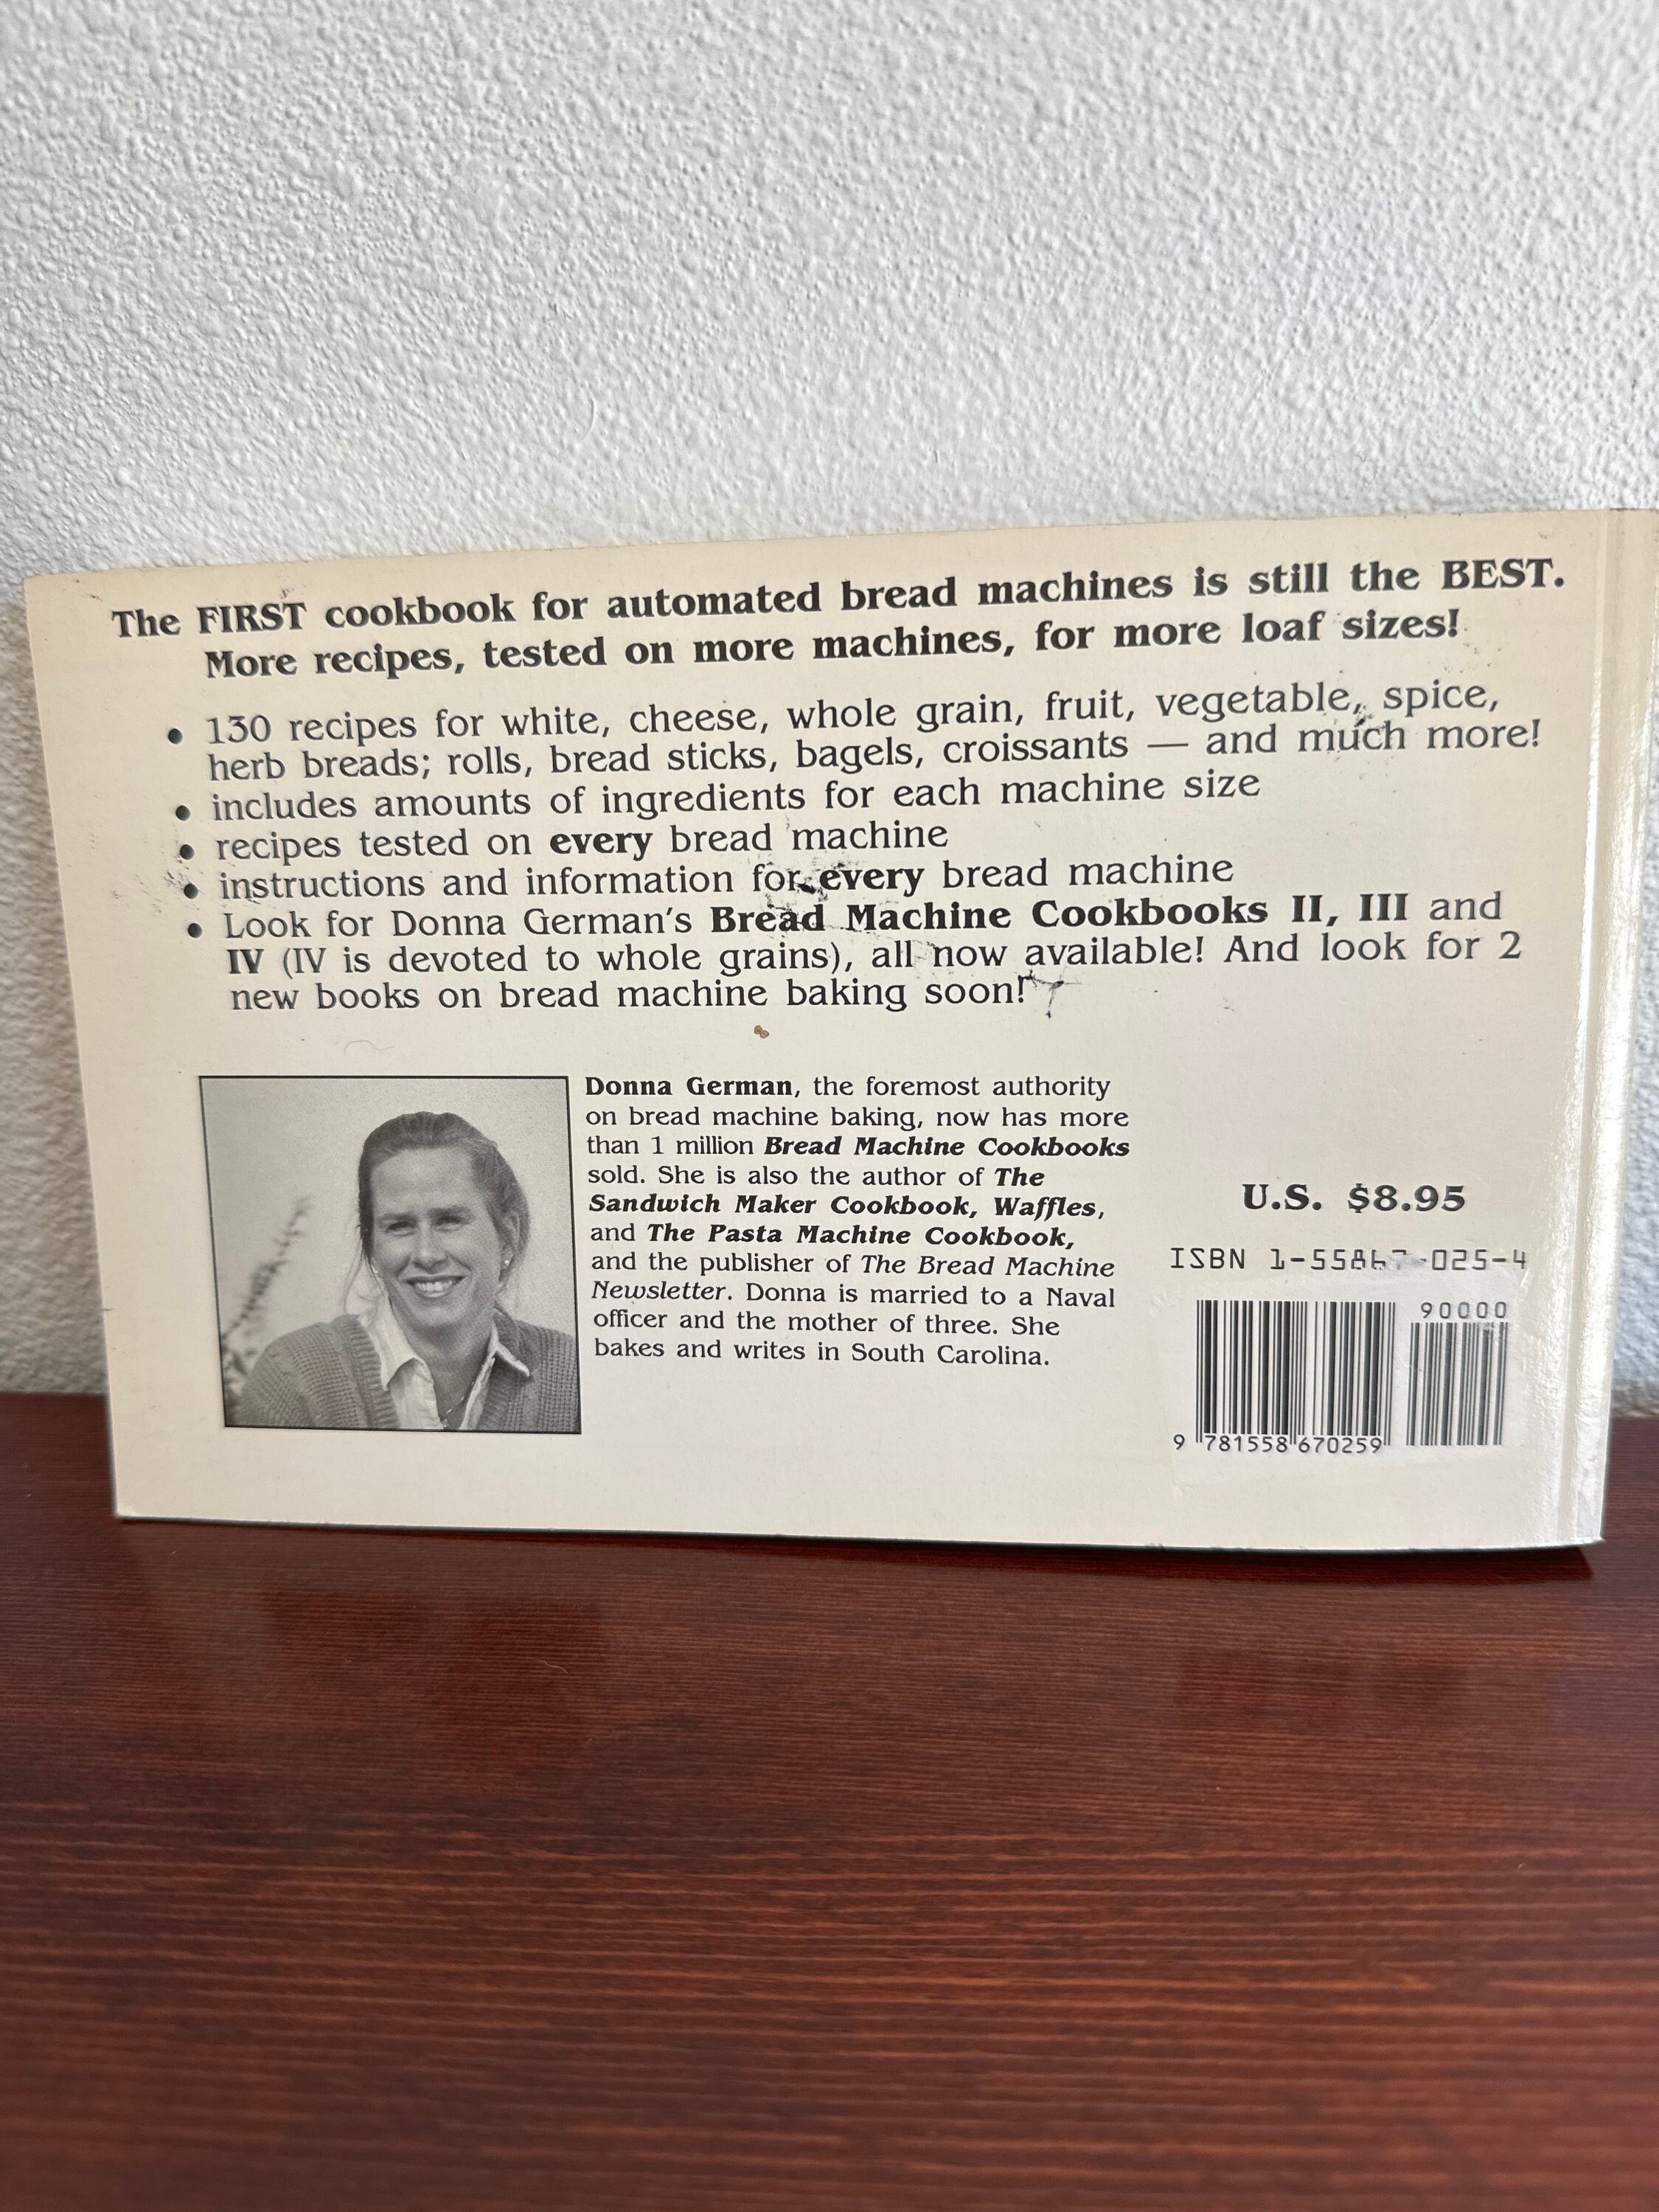 The FIRST cookbook for automated bread machines is still the BEST.
More recipes, tested on more machines, for more loaf sizes!
• 130 recipes for white, cheese, whole grain, fruit, vegetable, spice,
herb breads; rolls, bread sticks, bagels, croissants — and much more!
• includes amounts of ingredients for each machine size
• recipes tested on every bread machine
• instructions and information for every bread machine
• Look for Donna German's Bread Machine Cookbooks II, III and
IV (IV is devoted to whole grains), all now available! And look for 2
new books on bread machine baking soon!
Donna German, the foremost authority
on bread machine baking, now has more
than 1 million Bread Machine Cookbooks
sold. She is also the author of The
Sandwich Maker Cookbook, Waffles,
and The Pasta Machine Cookbook,
and the publisher of The Bread Machine
Newsletter. Donna is married to a Naval
officer and the mother of three. She
bakes and writes in South Carolina.
U.S. $8.95
ISBN 1-55867-025-4
90000
9 781558 670259